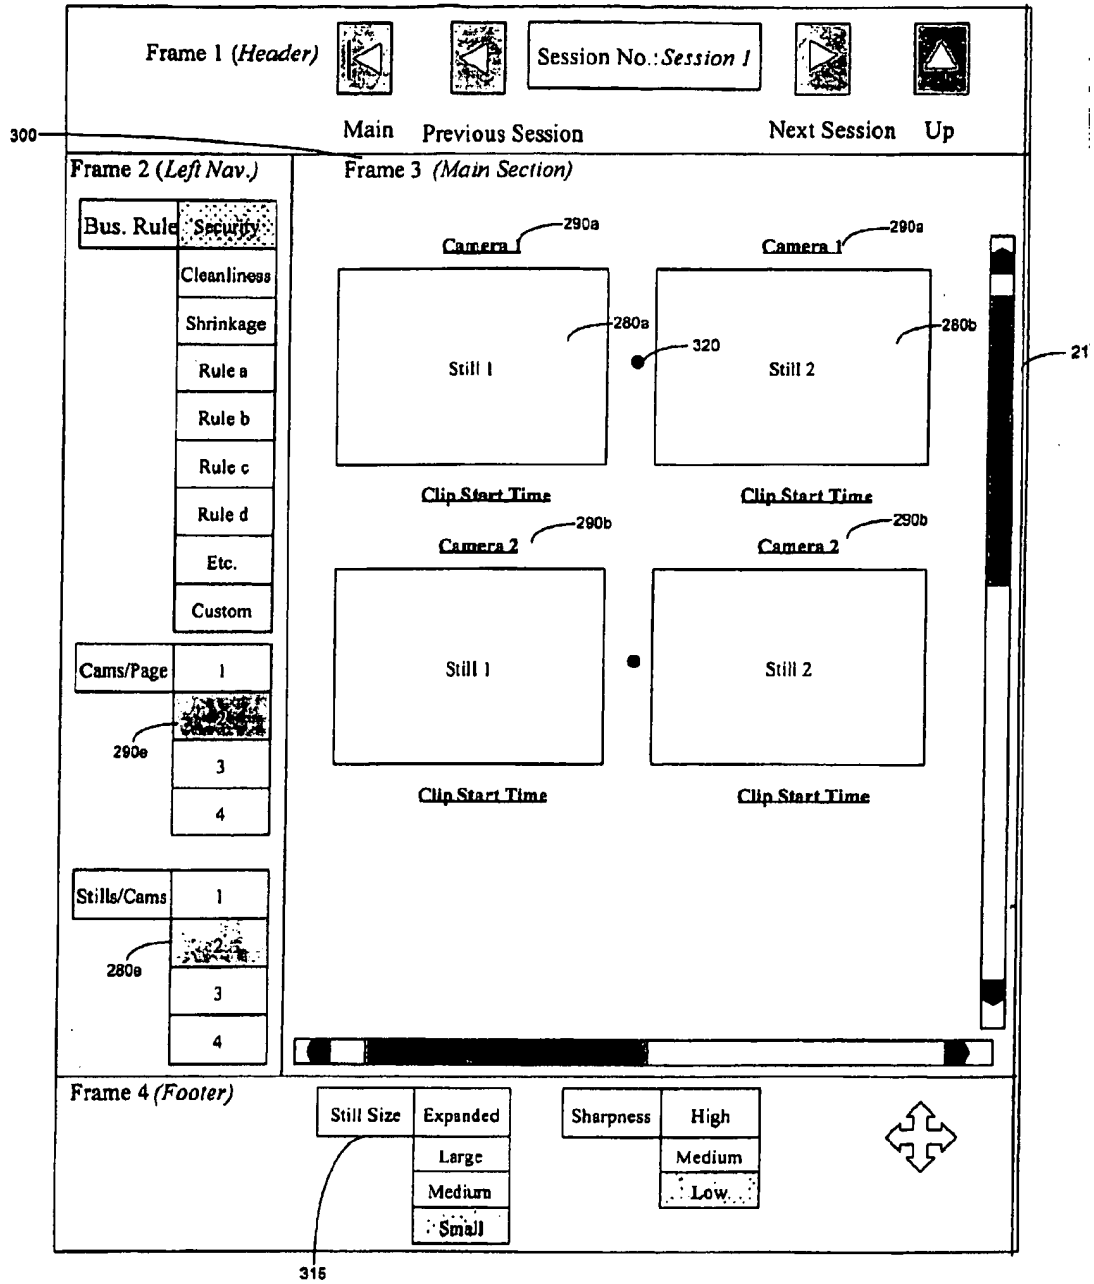 Frame 1 (Header)
Session No.: Session 1
Main
Previous Session
Next Session
Up
300
Frame 2 (Left Nav.)
Frame 3 (Main Section)
Bus. Rule
Security
Cleanliness
Shrinkage
Rule a
Rule b
Rule c
Rule d
Etc.
Custom
Cams/Page
1
2
3
4
290e
Stills/Cams
1
2
3
4
280e
Camera 1
290a
Camera 1
290a
Still 1
280a
320
Still 2
280b
21
Clip Start Time
Clip Start Time
Camera 2
290b
Camera 2
290b
Still 1
Still 2
Clip Start Time
Clip Start Time
Frame 4 (Footer)
Still Size
Expanded
Large
Medium
Small
Sharpness
High
Medium
Low
315